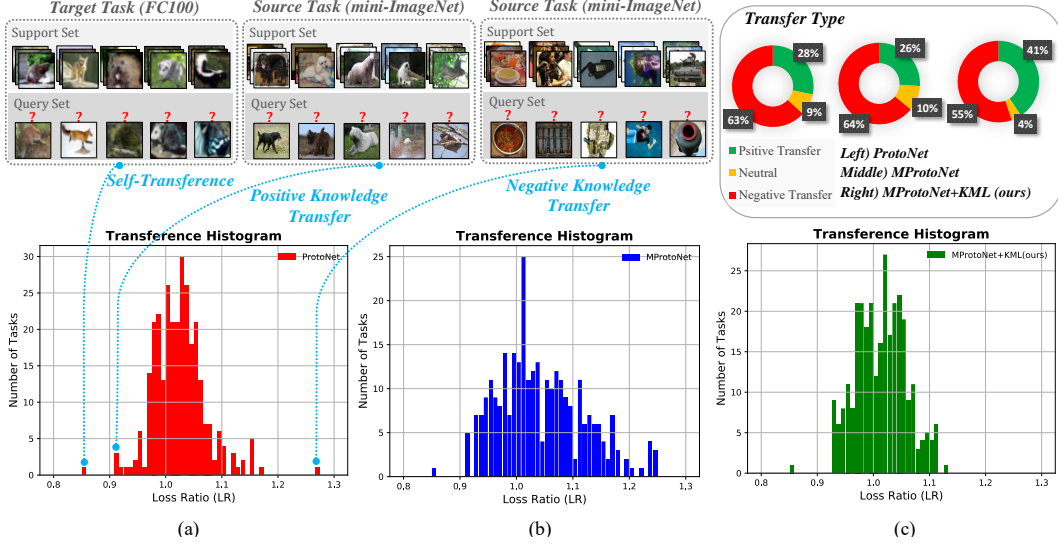 Target Task (FC100)
Support Set
Query Set
? ? ? ? ?
Source Task (mini-ImageNet)
Support Set
Query Set
? ? ? ? ?
Source Task (mini-ImageNet)
Support Set
Query Set
? ? ? ? ?
Transfer Type
28%
9%
63%
26%
10%
64%
41%
4%
55%
Pitive Transfer
Neutral
Negative Transfer
Left) ProtoNet
Middle) MProtoNet
Right) MProtoNet+KML (ours)
Self-Transference
Positive Knowledge
Transfer
Negative Knowledge
Transfer
Transference Histogram
ProtoNet
Number of Tasks
30
25
20
15
10
5
0
0.8 0.9 1.0 1.1 1.2 1.3
Loss Ratio (LR)
(a)
Transference Histogram
MProtoNet
Number of Tasks
25
20
15
10
5
0
0.8 0.9 1.0 1.1 1.2 1.3
Loss Ratio (LR)
(b)
Transference Histogram
MProtoNet+KML(ours)
Number of Tasks
25
20
15
10
5
0
0.8 0.9 1.0 1.1 1.2 1.3
Loss Ratio (LR)
(c)